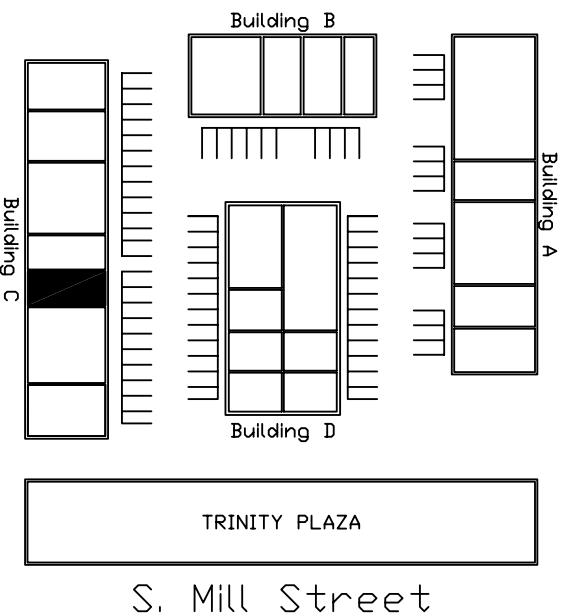 Building B
Building A
Building C
Building D
TRINITY PLAZA
S. Mill Street